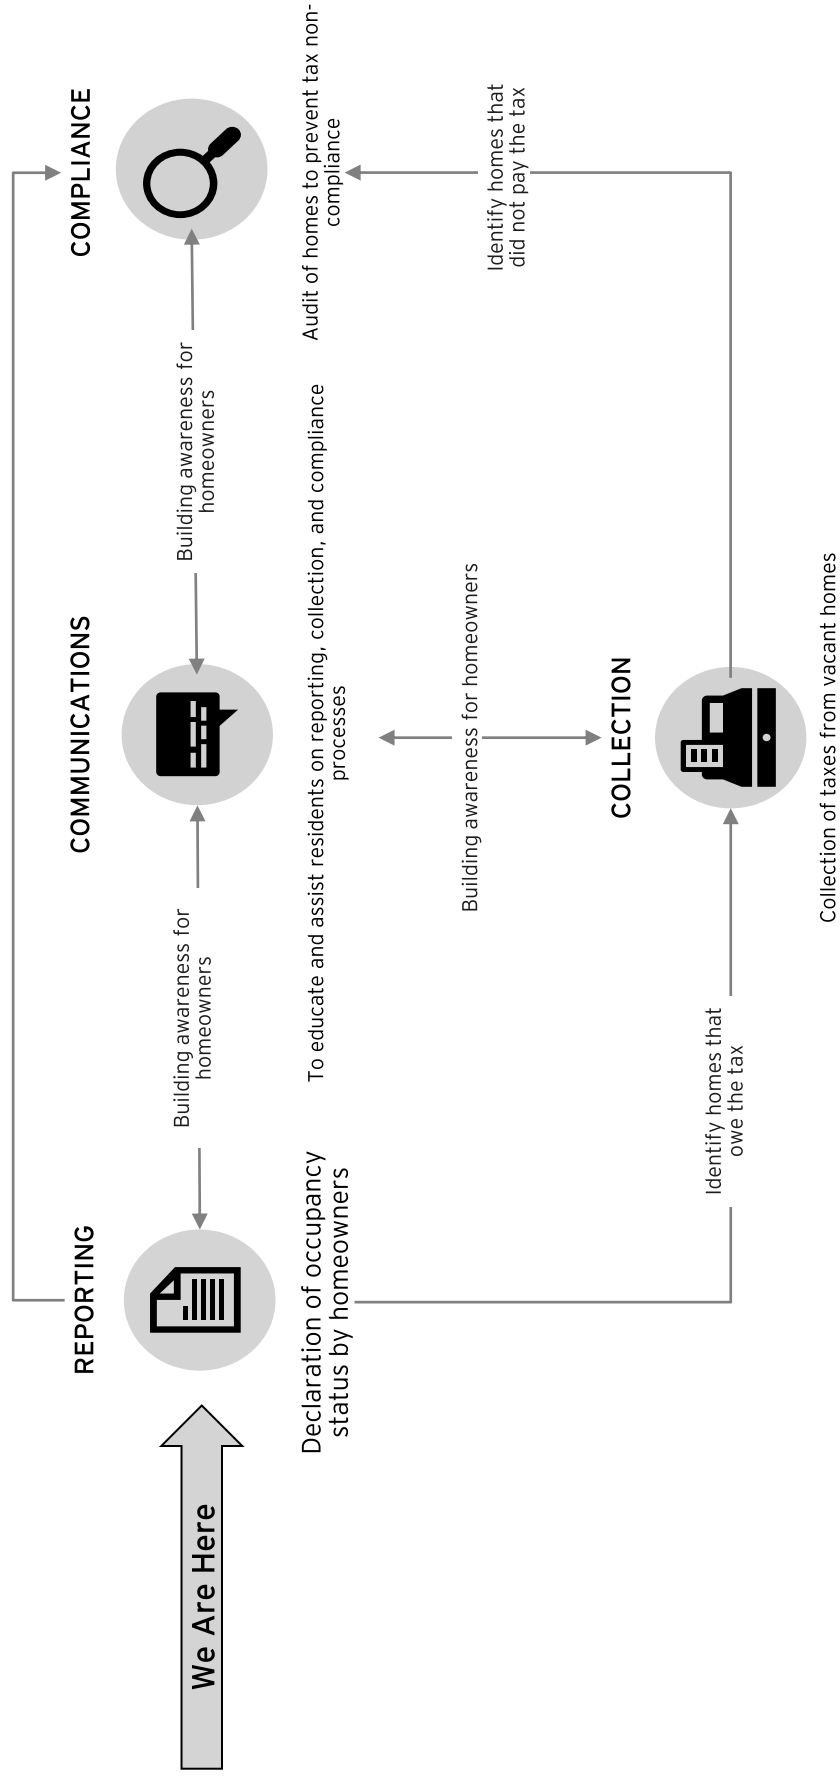 We Are Here
REPORTING
Declaration of occupancy
status by homeowners
Building awareness for
homeowners
COMMUNICATIONS
To educate and assist residents on reporting, collection, and compliance
processes
Building awareness for
homeowners
COMPLIANCE
Audit of homes to prevent tax non-
compliance
Building awareness for homeowners
Identify homes that
did not pay the tax
COLLECTION
Identify homes that
owe the tax
Collection of taxes from vacant homes